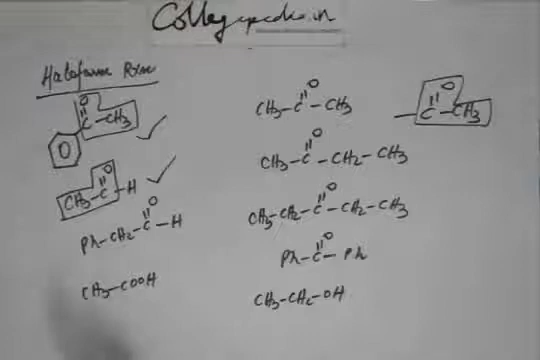 Collegepedia.in
Haloform Rxn
O
C-CH3
CH3-C-H
O
Ph-CH2-C-H
O
CH3-COOH
CH3-C-CH3
O
CH3-C-CH2-CH3
O
CH3-CH2-C-CH2-CH3
O
Ph-C-Ph
O
CH3-CH2-OH
-C-CH3
O